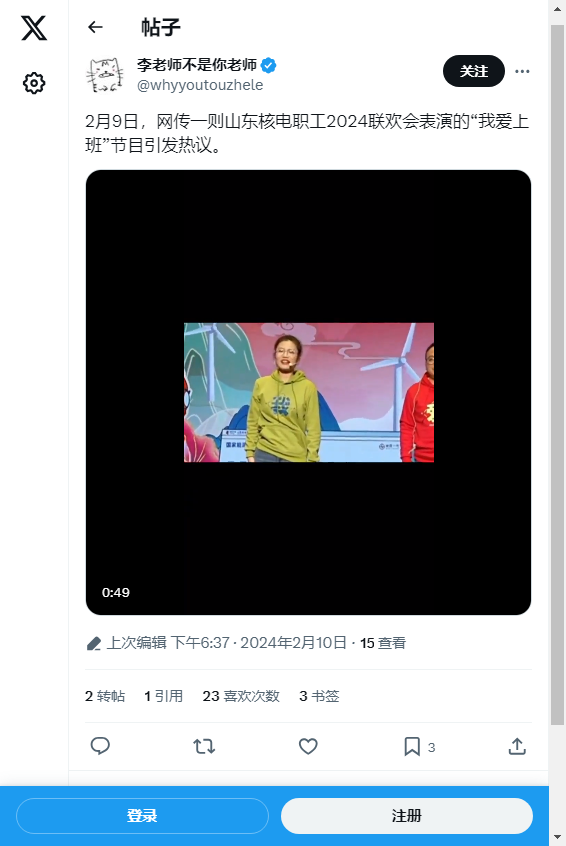 帖子
李老师不是你老师
@whyyoutouzhele
关注
2月9日，网传一则山东核电职工2024联欢会表演的“我爱上
班”节目引发热议。
我
0:49
上次编辑 下午6:37 · 2024年2月10日 · 15 查看
2 转帖 1 引用 23 喜欢次数 3 书签
3
登录
注册